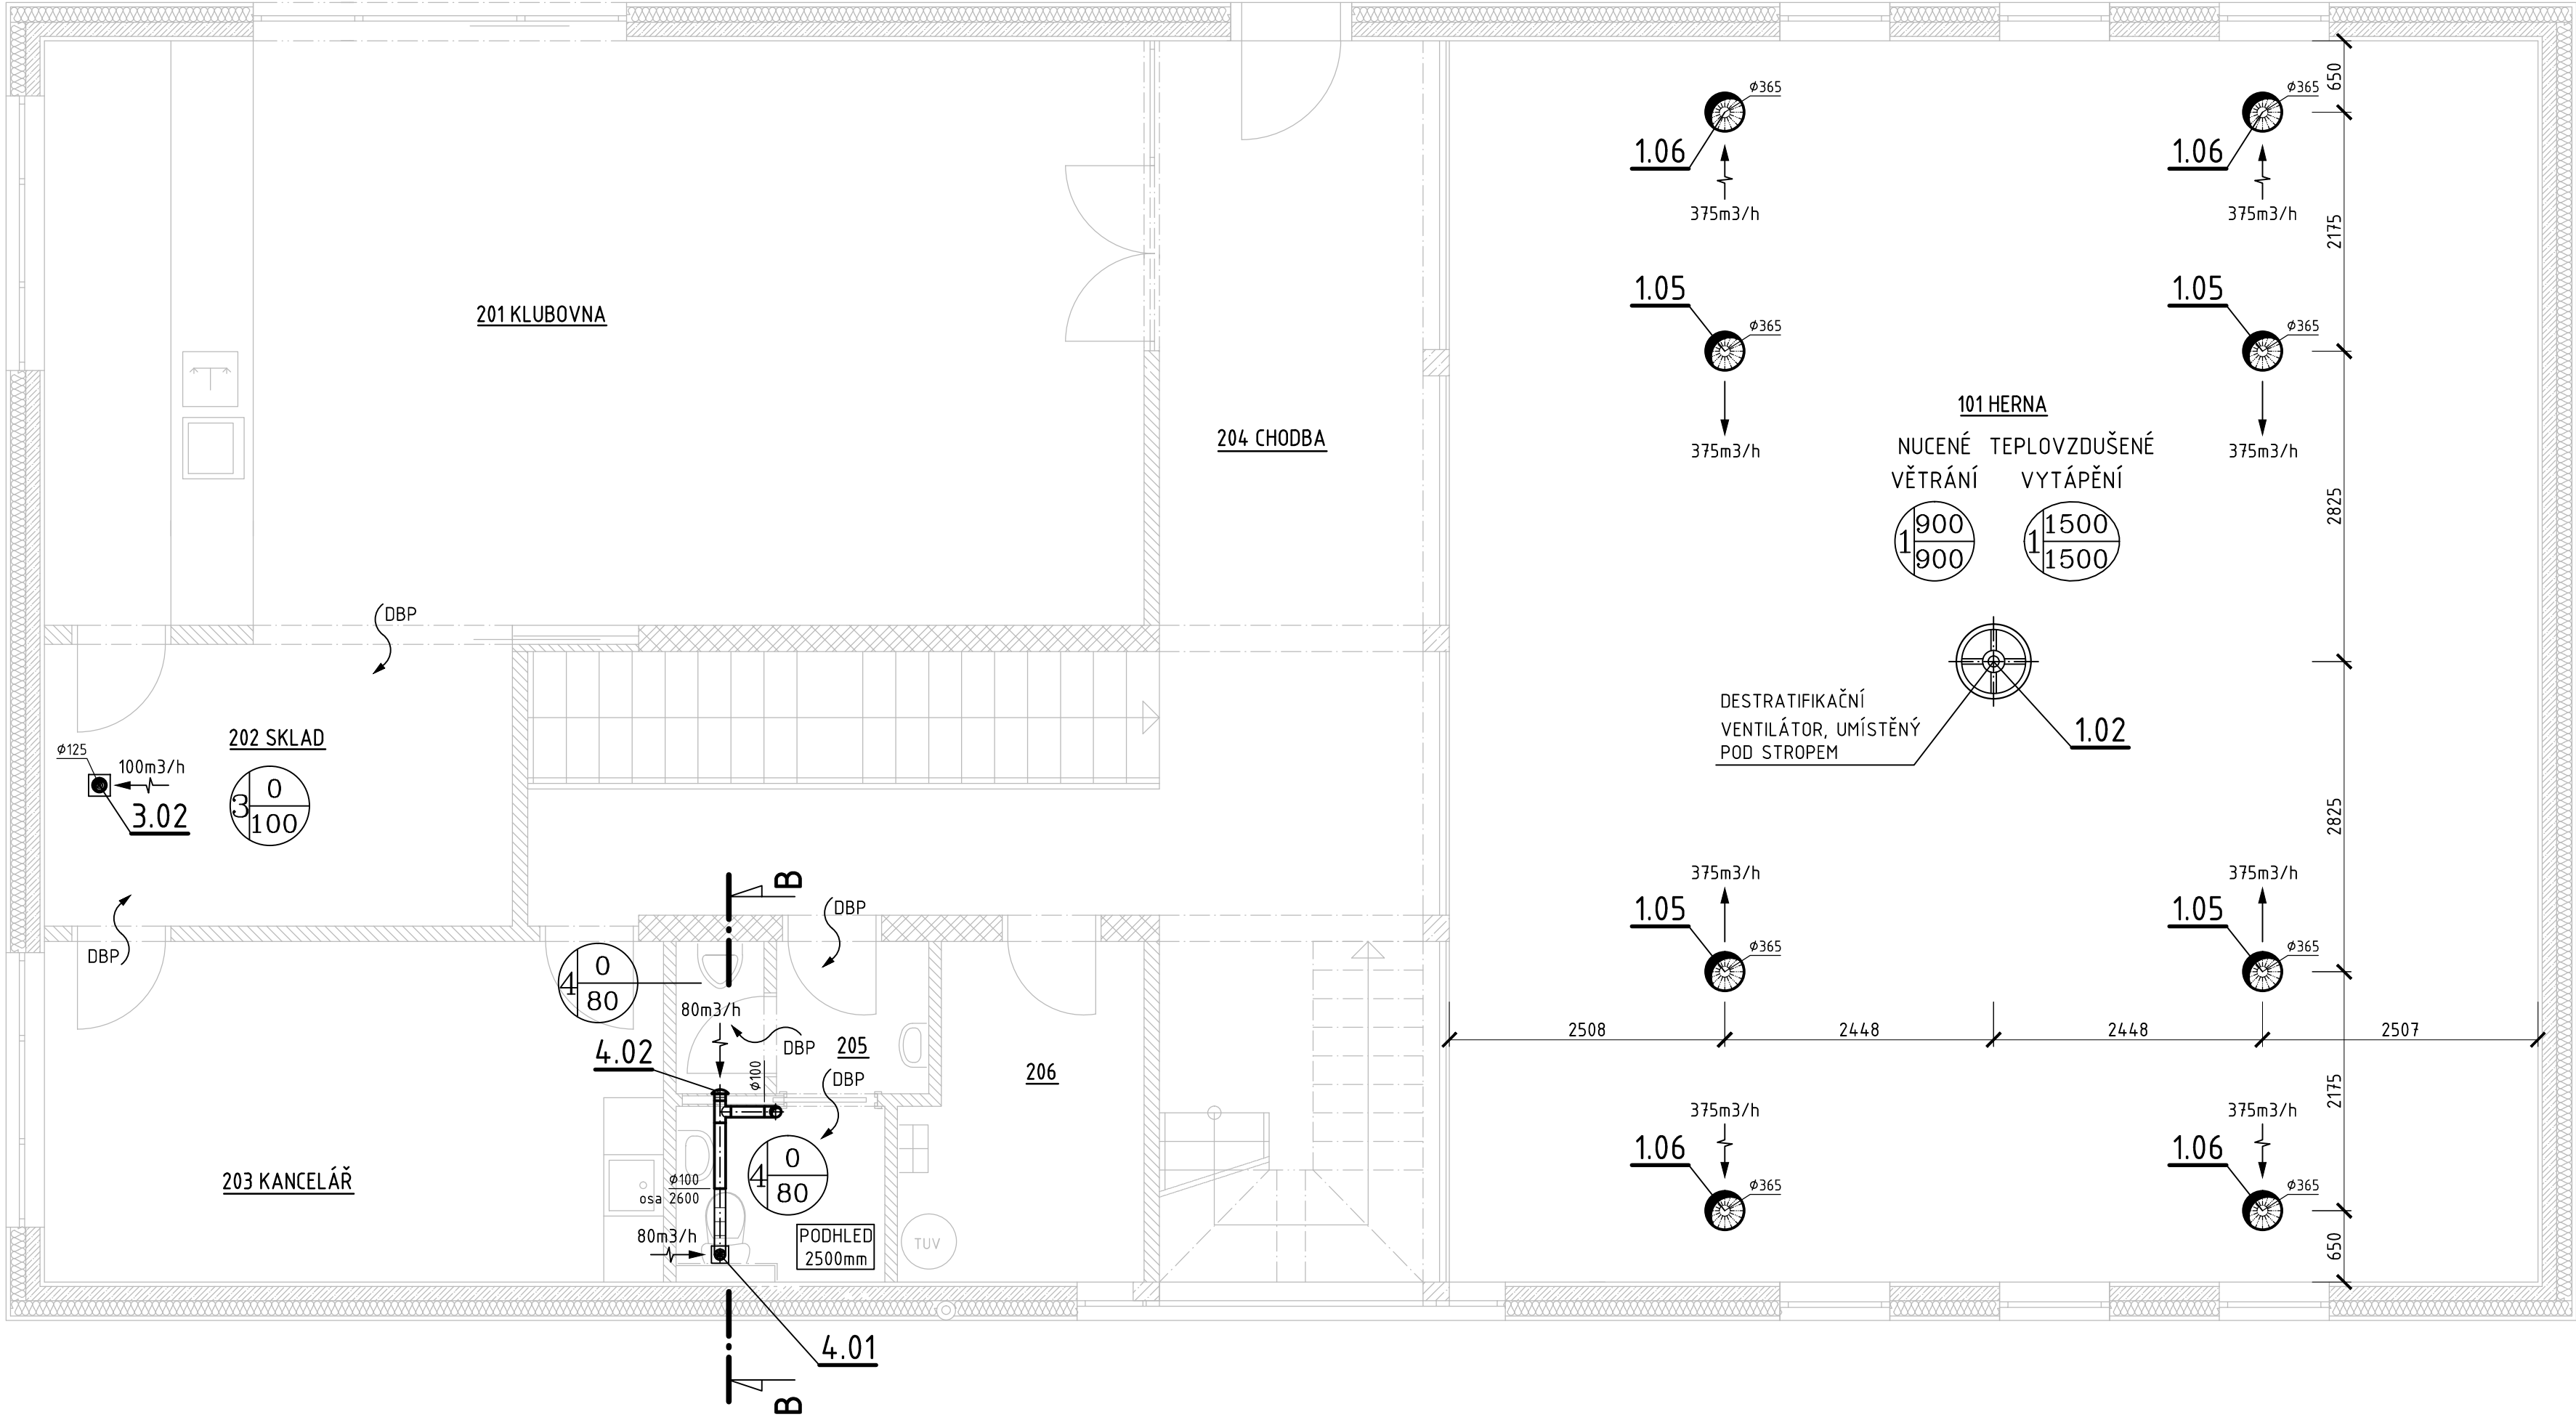 ø365
ø365
650
1.06
1.06
375m3/h
375m3/h
2175
1.05
1.05
201 KLUBOVNA
ø365
ø365
101 HERNA
204 CHODBA
NUCENÉ
VĚTRÁNÍ
TEPLOVZDUŠENÉ
VYTÁPĚNÍ
375m3/h
375m3/h
1 900 900
1 1500 1500
2825
DBP
DESTRATIFIKAČNÍ
VENTILÁTOR, UMÍSTĚNÝ
POD STROPEM
1.02
202 SKLAD
ø125
100m3/h
3.02
3 0 100
2825
B
375m3/h
375m3/h
DBP
1.05
1.05
DBP
ø365
ø365
4 0 80
80m3/h
2508
2448
2448
2507
4.02
DBP
205
ø100
DBP
206
2175
375m3/h
375m3/h
1.06
1.06
203 KANCELÁŘ
4 0 80
ø100
osa 2600
ø365
ø365
80m3/h
PODHLED
2500mm
TUV
650
4.01
B